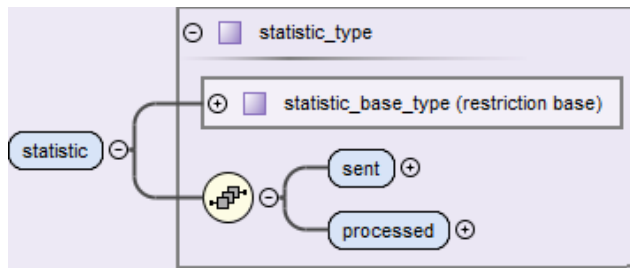 statistic_type
statistic_base_type (restriction base)
statistic
sent
processed